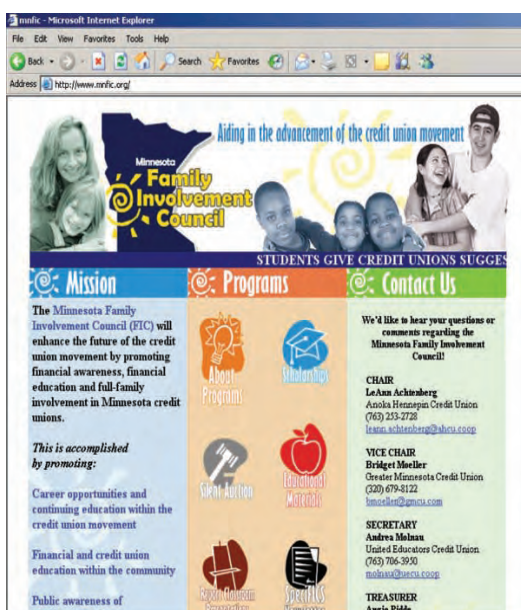 mnfic - Microsoft Internet Explorer
File Edit View Favorites Tools Help
Back Search Favorites
Address http://www.mnfic.org/
Aiding in the advancement of the credit union movement
Minnesota
Family
Involvement
Council
STUDENTS GIVE CREDIT UNIONS SUGGES
Mission
The Minnesota Family
Involvement Council (FIC) will
enhance the future of the credit
union movement by promoting
financial awareness, financial
education and full-family
involvement in Minnesota credit
unions.
This is accomplished
by promoting:
Career opportunities and
continuing education within the
credit union movement
Financial and credit union
education within the community
Public awareness of
Programs
About
Programs
Scholarships
Silent Auction
Educational
Materials
Report Classroom
Presentations
SpeciFICS
Contact Us
We'd like to hear your questions or
comments regarding the
Minnesota Family Involvement
Council!
CHAIR
LeAnn Achtenberg
Anoka Hennepin Credit Union
(763) 253-2728
leann.achtenberg@ahcu.coop
VICE CHAIR
Bridget Moeller
Greater Minnesota Credit Union
(320) 679-8122
bmoeller@gmcu.com
SECRETARY
Andrea Molnau
United Educators Credit Union
(763) 706-3950
molnau@uecu.coop
TREASURER